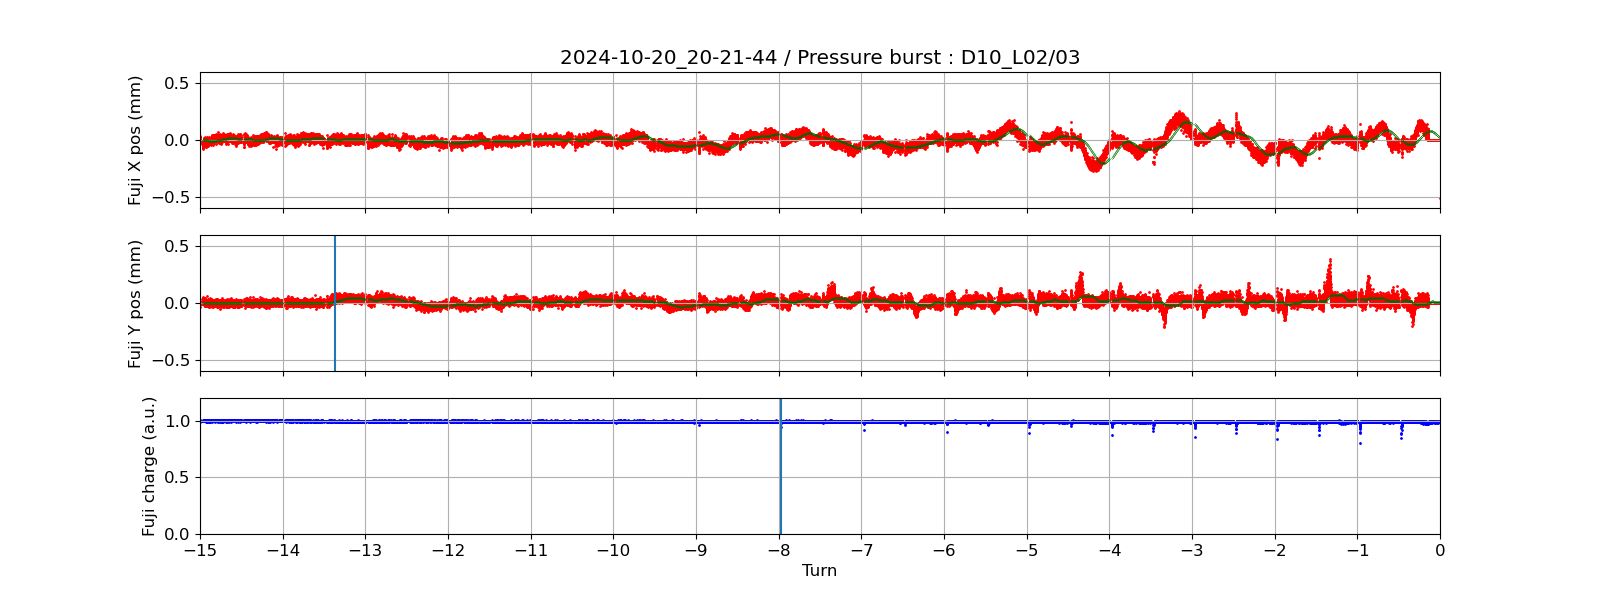 2024-10-20_20-21-44 / Pressure burst : D10_L02/03
Fuji X pos (mm)
0.5
0.0
−0.5
Fuji Y pos (mm)
0.5
0.0
−0.5
Fuji charge (a.u.)
1.0
0.5
0.0
−15 −14 −13 −12 −11 −10 −9 −8 −7 −6 −5 −4 −3 −2 −1 0
Turn